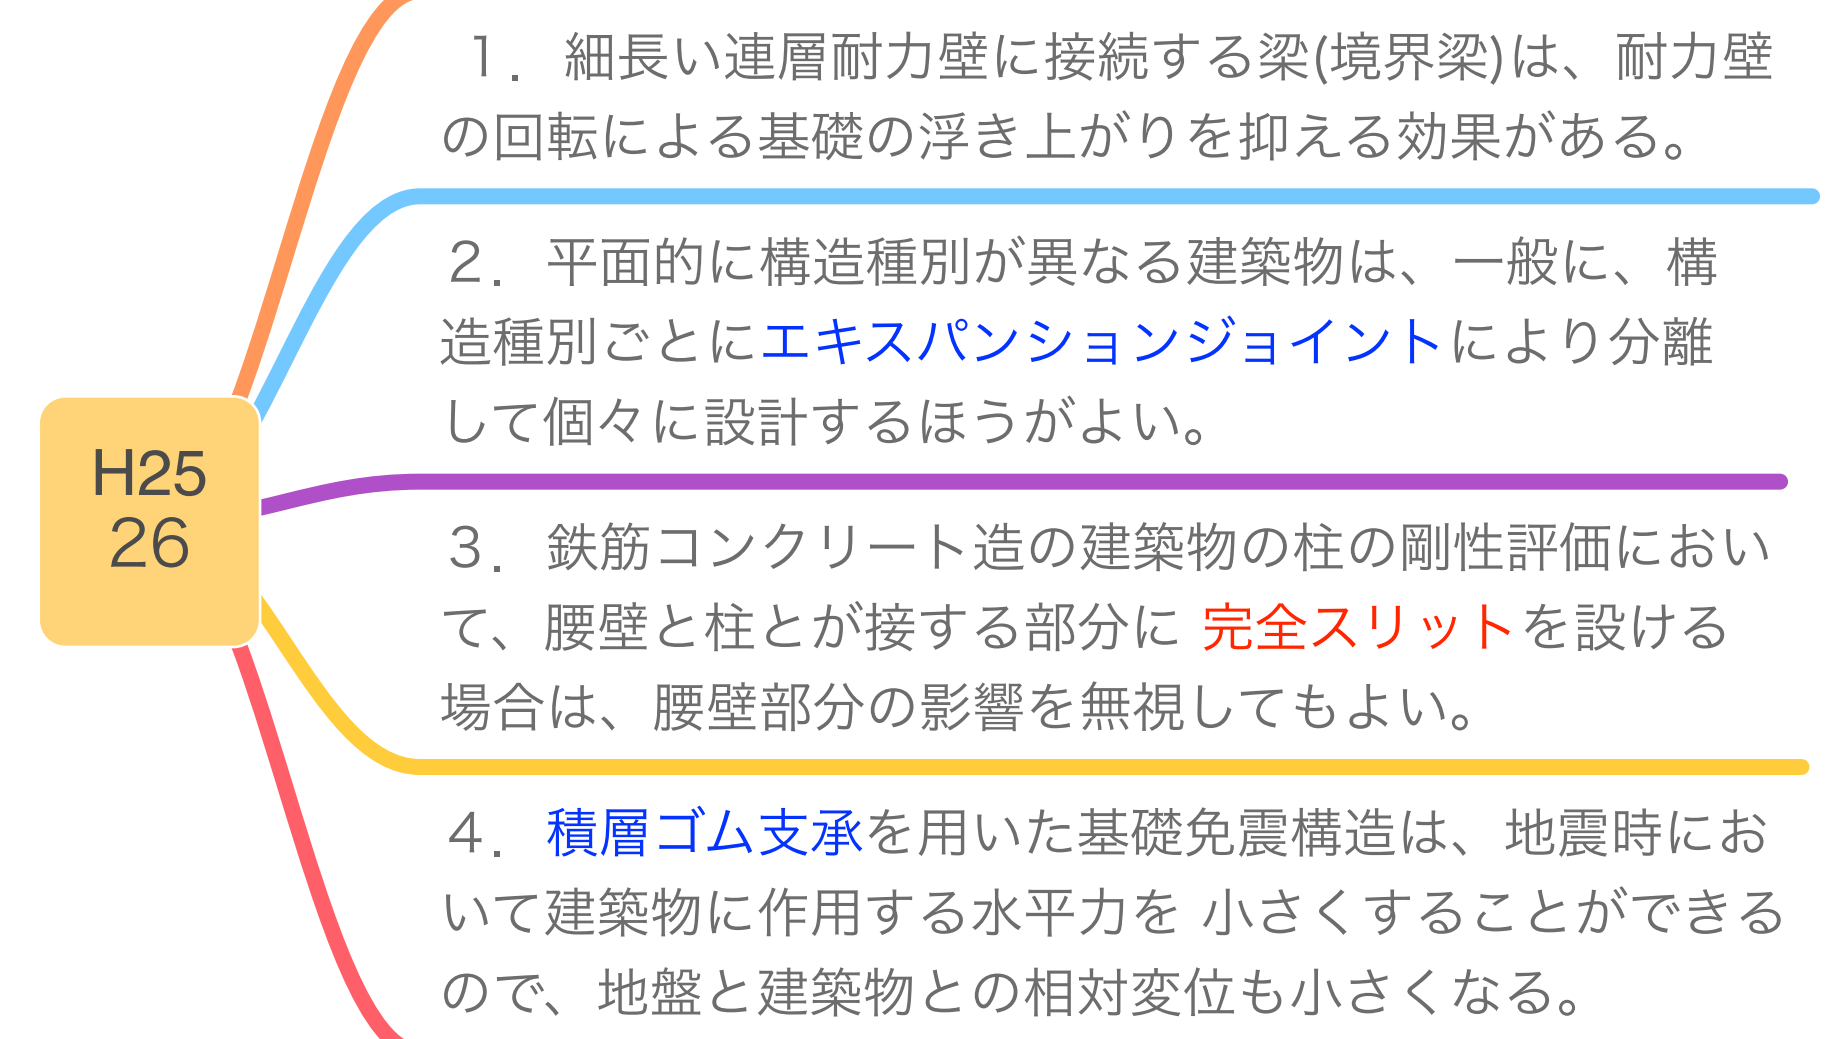 １． 細長い連層耐力壁に接続する梁(境界梁)は、耐力壁
の回転による基礎の浮き上がりを抑える効果がある。
２． 平面的に構造種別が異なる建築物は、一般に、構
造種別ごとにエキスパンションジョイントにより分離
して個々に設計するほうがよい。
H25
26
３． 鉄筋コンクリート造の建築物の柱の剛性評価におい
て、腰壁と柱とが接する部分に 完全スリットを設ける
場合は、腰壁部分の影響を無視してもよい。
４． 積層ゴム支承を用いた基礎免震構造は、地震時にお
いて建築物に作用する水平力を 小さくすることができる
ので、地盤と建築物との相対変位も小さくなる。